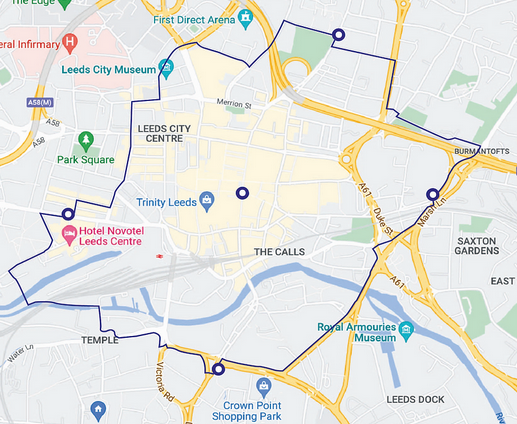 The Edge
First Direct Arena
eral Infirmary
H
Leeds City Museum
A58(M)
Merrion St
A58
A58
LEEDS CITY
CENTRE
BURMANTOFTS
Park Square
Trinity Leeds
A61
Duke St
Marsh Ln
Hotel Novotel
Leeds Centre
THE CALLS
SAXTON
GARDENS
A61
EAST
Royal Armouries
Museum
Water Ln
TEMPLE
Victoria Rd
Crown Point
Shopping Park
LEEDS DOCK